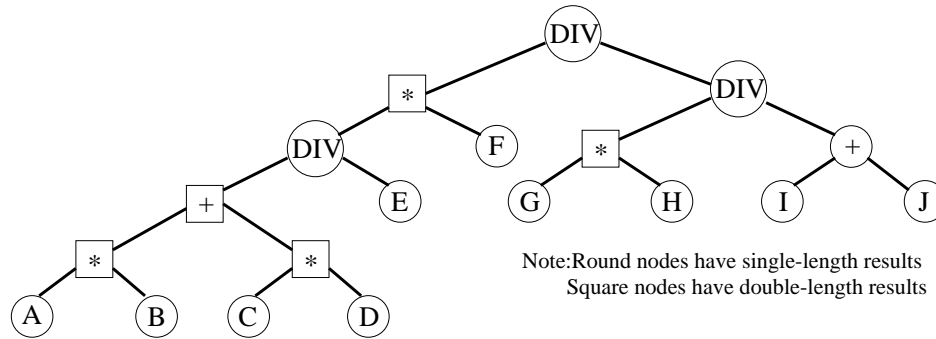 DIV
* DIV
DIV F * +
+ E G H I J
* *
A B C D
Note:Round nodes have single-length results
Square nodes have double-length results